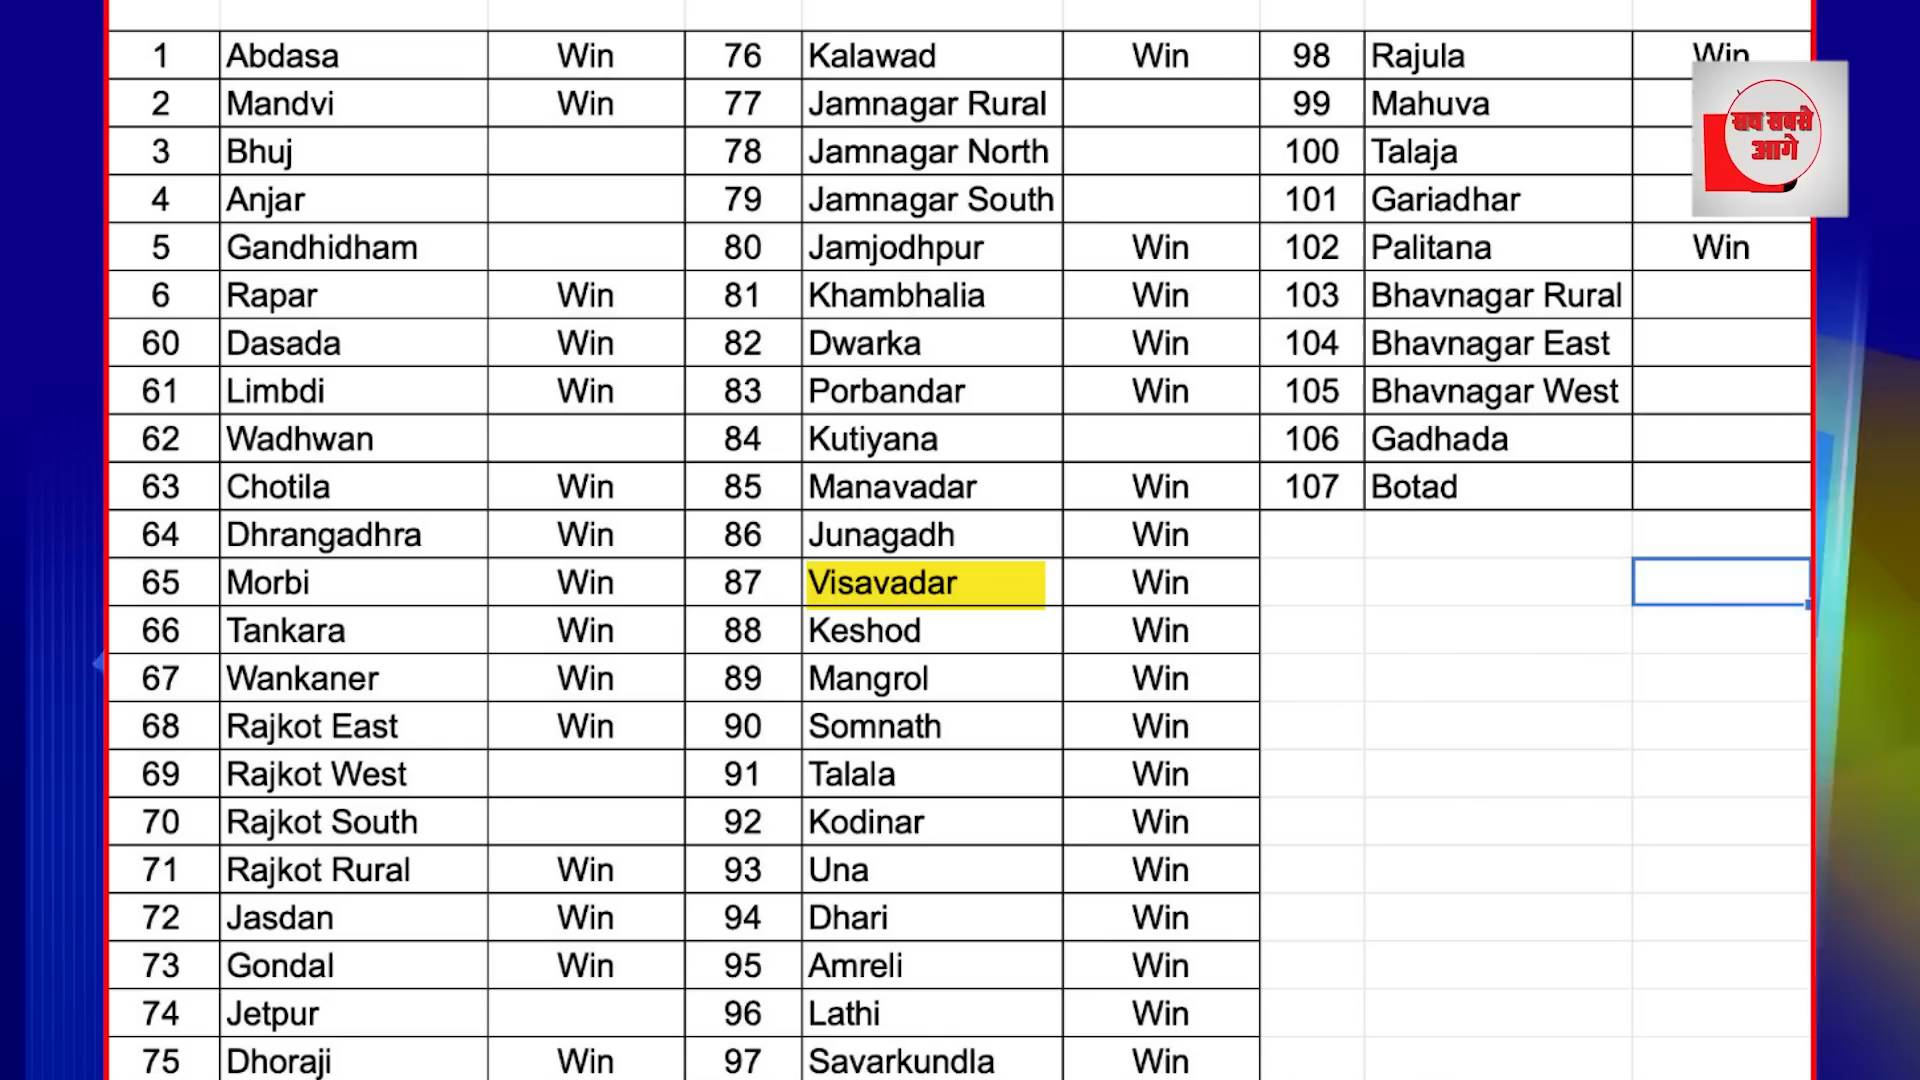 1 Abdasa Win 76 Kalawad Win 98 Rajula Win
2 Mandvi Win 77 Jamnagar Rural 99 Mahuva
3 Bhuj 78 Jamnagar North 100 Talaja
4 Anjar 79 Jamnagar South 101 Gariadhar
5 Gandhidham 80 Jamjodhpur Win 102 Palitana Win
6 Rapar Win 81 Khambhalia Win 103 Bhavnagar Rural
60 Dasada Win 82 Dwarka Win 104 Bhavnagar East
61 Limbdi Win 83 Porbandar Win 105 Bhavnagar West
62 Wadhwan 84 Kutiyana 106 Gadhada
63 Chotila Win 85 Manavadar Win 107 Botad
64 Dhrangadhra Win 86 Junagadh Win
65 Morbi Win 87 Visavadar Win
66 Tankara Win 88 Keshod Win
67 Wankaner Win 89 Mangrol Win
68 Rajkot East Win 90 Somnath Win
69 Rajkot West 91 Talala Win
70 Rajkot South 92 Kodinar Win
71 Rajkot Rural Win 93 Una Win
72 Jasdan Win 94 Dhari Win
73 Gondal Win 95 Amreli Win
74 Jetpur 96 Lathi Win
75 Dhoraji Win 97 Savarkundla Win
सच सबसे
आगे